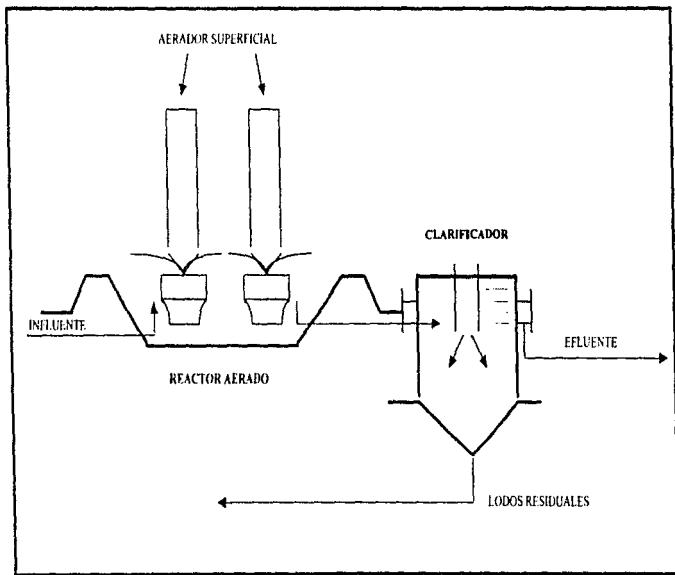 AERADOR SUPERFICIAL
CLARIFICADOR
INFLUENTE
EFLUENTE
REACTOR AERADO
LODOS RESIDUALES